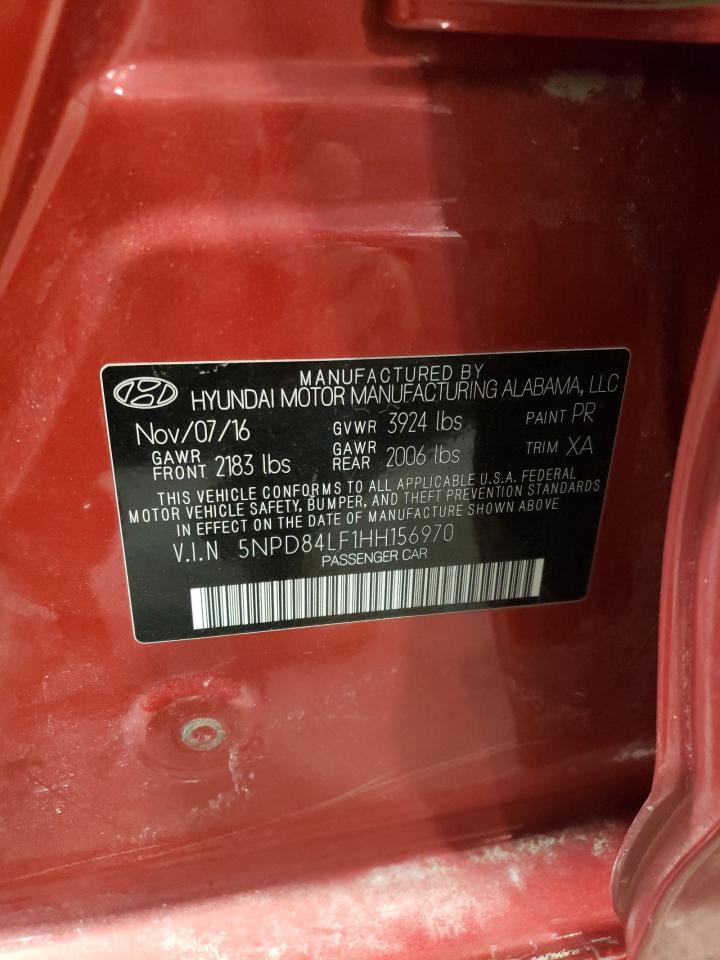 MANUFACTURED BY
HYUNDAI MOTOR MANUFACTURING ALABAMA, LLC
Nov/07/16 GVWR 3924 lbs PAINT PR
GAWR FRONT 2183 lbs GAWR REAR 2006 lbs TRIM XA
THIS VEHICLE CONFORMS TO ALL APPLICABLE U.S.A. FEDERAL
MOTOR VEHICLE SAFETY, BUMPER, AND THEFT PREVENTION STANDARDS
IN EFFECT ON THE DATE OF MANUFACTURE SHOWN ABOVE
V.I.N 5NPD84LF1HH156970
PASSENGER CAR